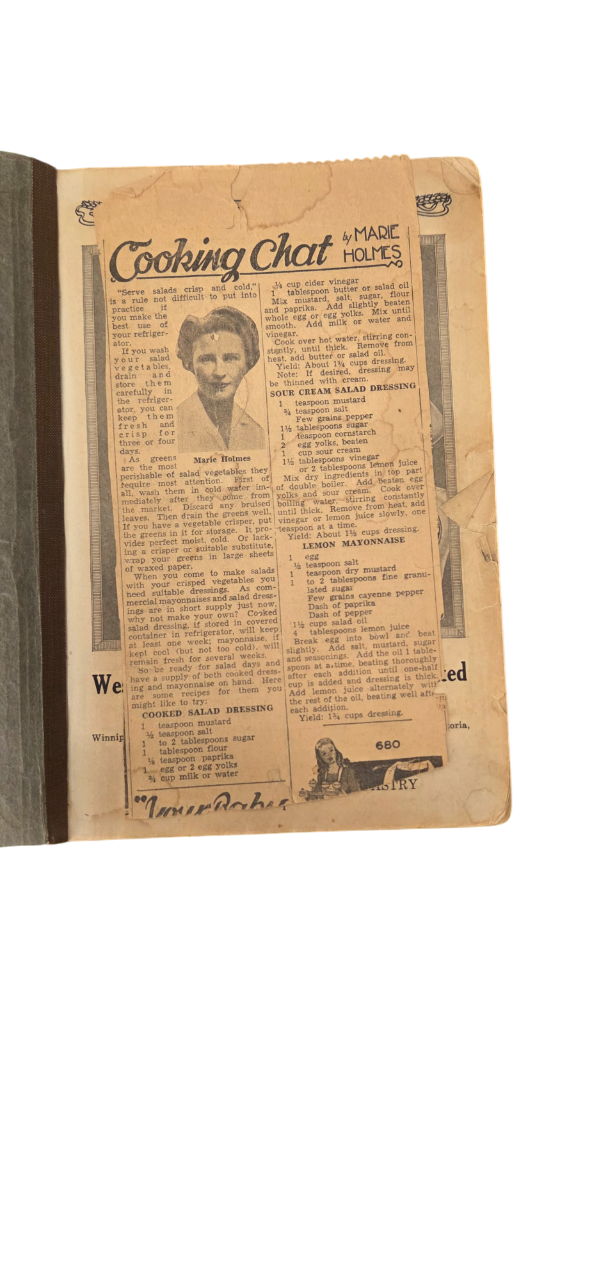 Cooking Chat by MARIE HOLMES
"Serve salads crisp and cold,"
is a rule not difficult to put into
practice if
you make the
best use of
your refriger-
ator.
If you wash
your salad
vegetables,
drain and
store them
carefully in
the refriger-
ator, you can
keep them
fresh and
crisp for
three or four
days.
Marie Holmes
As greens
are the most
perishable of salad vegetables they
require most attention. First of
all, wash them in cold water im-
mediately after they come from
the market. Discard any bruised
leaves. Then drain the greens well.
If you have a vegetable crisper, put
the greens in it for storage. It pro-
vides perfect moist, cold. Or lack-
ing a crisper or suitable substitute,
wrap your greens in large sheets
of waxed paper.
When you come to make salads
with your crisped vegetables you
need suitable dressings. As com-
mercial mayonnaises and salad dress-
ings are in short supply just now,
why not make your own? Cooked
salad dressing, if stored in covered
container in refrigerator, will keep
at least one week; mayonnaise, if
kept cool (but not too cold), will
remain fresh for several weeks.
So be ready for salad days and
have a supply of both cooked dress-
ing and mayonnaise on hand. Here
are some recipes for them you
might like to try:
COOKED SALAD DRESSING
1 teaspoon mustard
½ teaspoon salt
1 to 2 tablespoons sugar
1 tablespoon flour
⅛ teaspoon paprika
1 egg or 2 egg yolks
¾ cup milk or water
¼ cup cider vinegar
1 tablespoon butter or salad oil
Mix mustard, salt, sugar, flour
and paprika. Add slightly beaten
whole egg or egg yolks. Mix until
smooth. Add milk or water and
vinegar.
Cook over hot water, stirring con-
stantly, until thick. Remove from
heat, add butter or salad oil.
Yield: About 1¼ cups dressing.
Note: If desired, dressing may
be thinned with cream.
SOUR CREAM SALAD DRESSING
1 teaspoon mustard
¾ teaspoon salt
Few grains pepper
1½ tablespoons sugar
1 teaspoon cornstarch
2 egg yolks, beaten
1 cup sour cream
1½ tablespoons vinegar
or 2 tablespoons lemon juice
Mix dry ingredients in top part
of double boiler. Add beaten egg
yolks and sour cream. Cook over
boiling water, stirring constantly
until thick. Remove from heat, add
vinegar or lemon juice slowly, one
teaspoon at a time.
Yield: About 1⅓ cups dressing.
LEMON MAYONNAISE
1 egg
½ teaspoon salt
1 teaspoon dry mustard
1 to 2 tablespoons fine granu-
lated sugar
Few grains cayenne pepper
Dash of paprika
Dash of pepper
1½ cups salad oil
4 tablespoons lemon juice
Break egg into bowl and beat
slightly. Add salt, mustard, sugar
and seasonings. Add the oil 1 table-
spoon at a time, beating thoroughly
after each addition until one-half
cup is added and dressing is thick.
Add lemon juice alternately with
the rest of the oil, beating well after
each addition.
Yield: 1¾ cups dressing.
680
"Your Baby
We
ted
Winnip
toria,
STRY